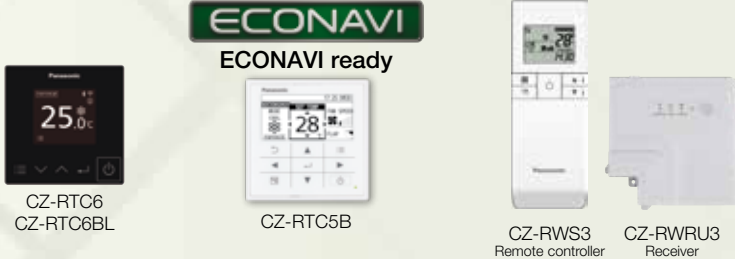 ECONAVI
ECONAVI ready
Panasonic
25.0c
CZ-RTC6
CZ-RTC6BL
Panasonic
28
CZ-RTC5B
28°
Panasonic
CZ-RWS3
Remote controller
CZ-RWRU3
Receiver